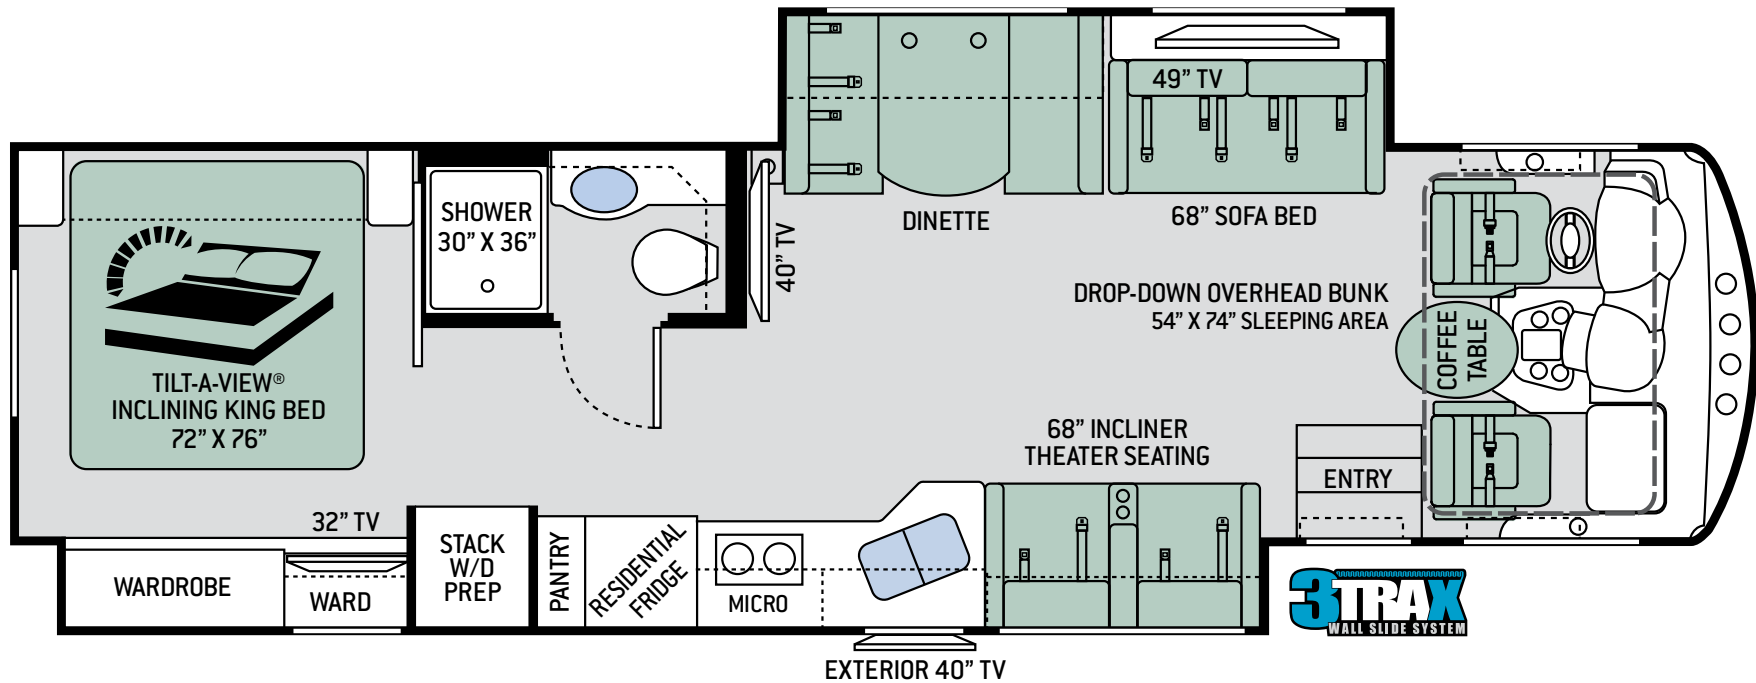 49” TV
SHOWER
30” X 36”
DINETTE
68” SOFA BED
40” TV
DROP-DOWN OVERHEAD BUNK
54” X 74” SLEEPING AREA
COFFEE
TABLE
TILT-A-VIEW®
INCLINING KING BED
72” X 76”
68” INCLINER
THEATER SEATING
ENTRY
32” TV
STACK
W/D
PREP
PANTRY
RESIDENTIAL
FRIDGE
WARDROBE
WARD
MICRO
3TRAX
WALL SLIDE SYSTEM
EXTERIOR 40” TV